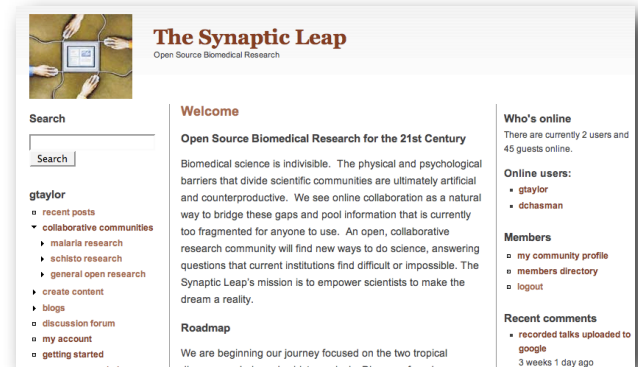 The Synaptic Leap
Open Source Biomedical Research
Search
Search
gtaylor
recent posts
collaborative communities
malaria research
schisto research
general open research
create content
blogs
discussion forum
my account
getting started
Welcome
Open Source Biomedical Research for the 21st Century
Biomedical science is indivisible.  The physical and psychological
barriers that divide scientific communities are ultimately artificial
and counterproductive.  We see online collaboration as a natural
way to bridge these gaps and pool information that is currently
too fragmented for anyone to use.  An open, collaborative
research community will find new ways to do science, answering
questions that current institutions find difficult or impossible. The
Synaptic Leap's mission is to empower scientists to make the
dream a reality.
Roadmap
We are beginning our journey focused on the two tropical
Who's online
There are currently 2 users and
45 guests online.
Online users:
gtaylor
dchasman
Members
my community profile
members directory
logout
Recent comments
recorded talks uploaded to
google
3 weeks 1 day ago